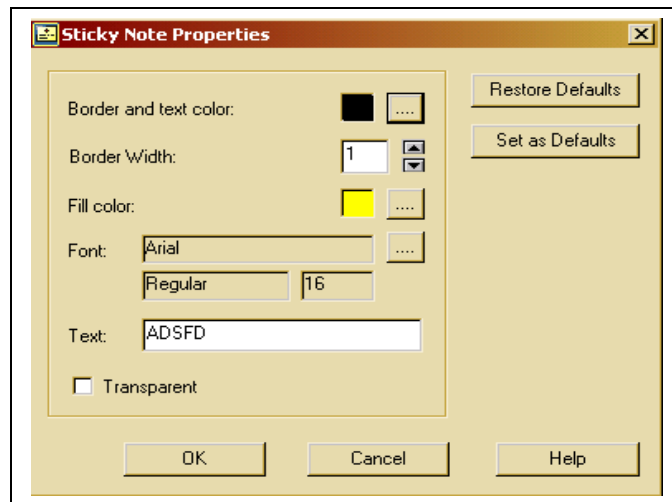 Sticky Note Properties
Border and text color: ....
Restore Defaults
Border Width: 1
Set as Defaults
Fill color: ....
Font: Arial ....
Regular 16
Text: ADSFD
Transparent
OK Cancel Help